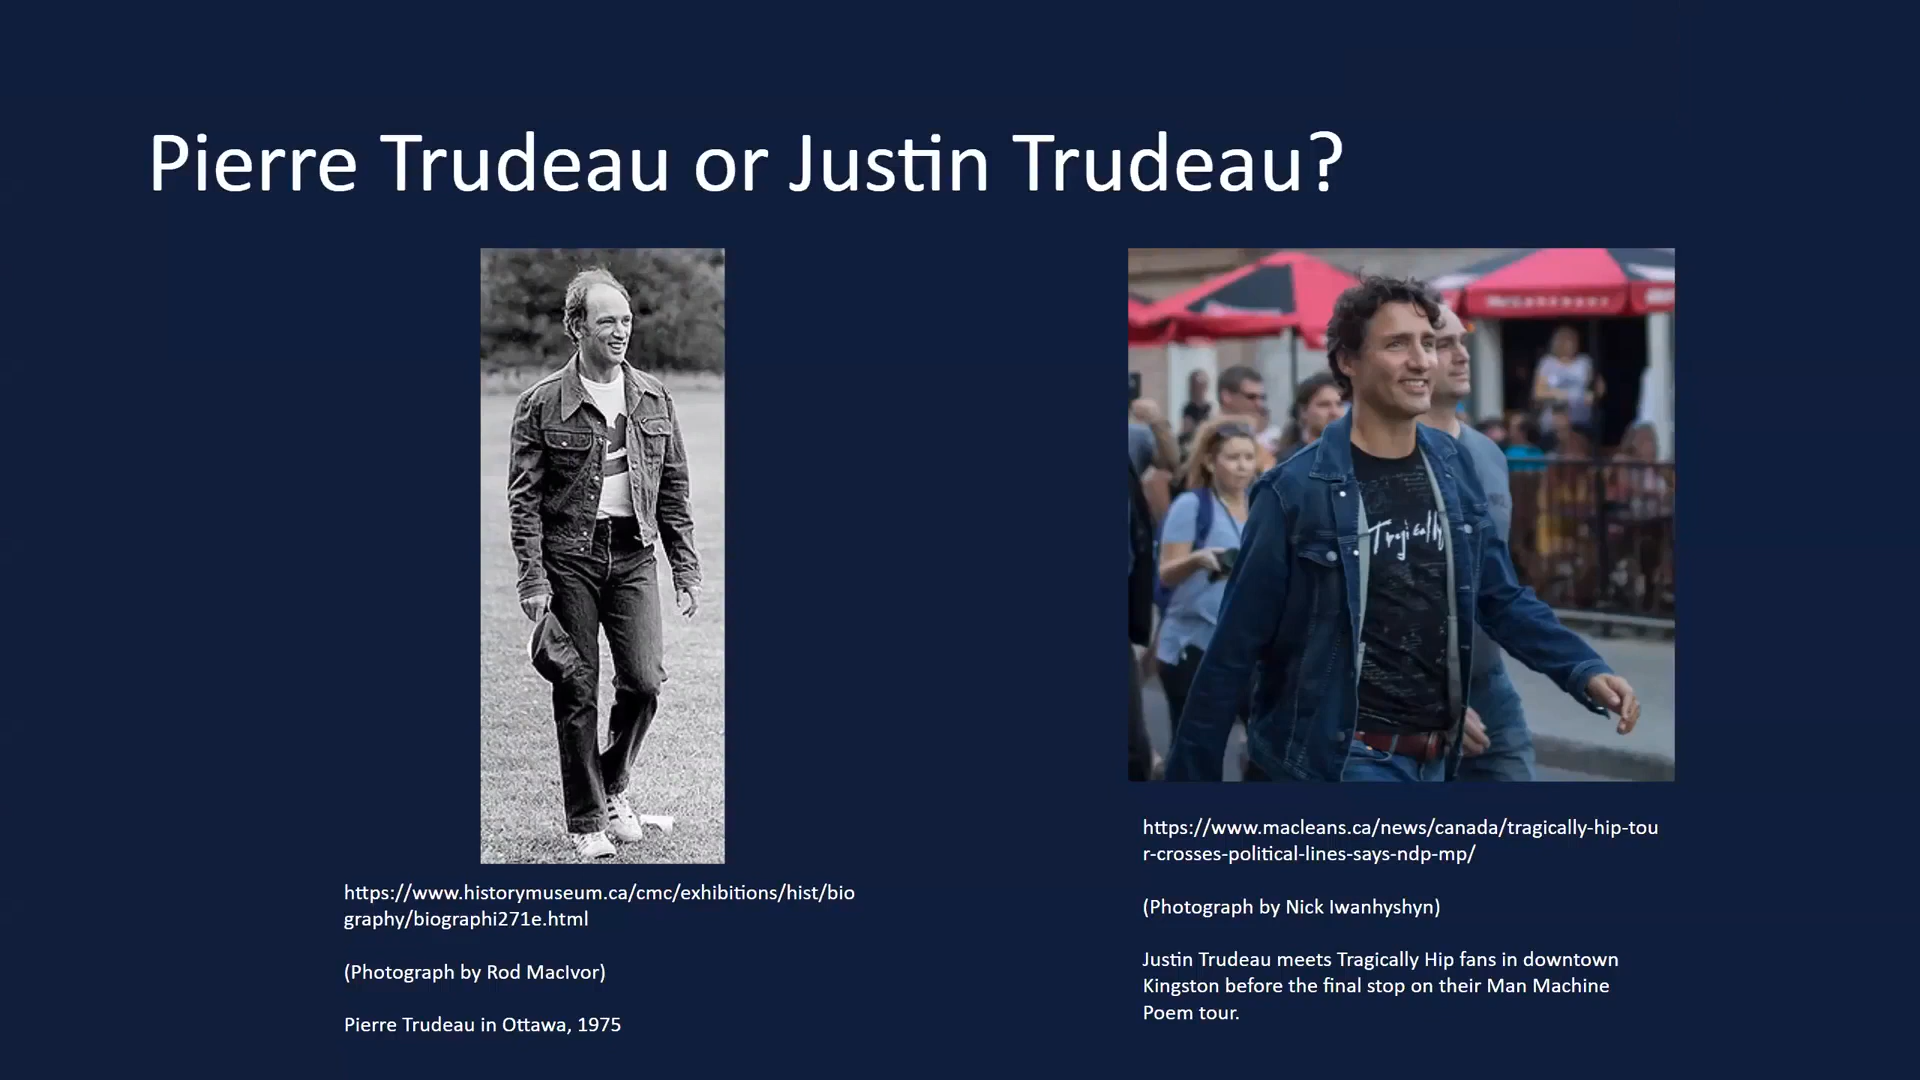 Pierre Trudeau or Justin Trudeau?
Tragically
https://www.historymuseum.ca/cmc/exhibitions/hist/bio
graphy/biographi271e.html
(Photograph by Rod MacIvor)
Pierre Trudeau in Ottawa, 1975
https://www.macleans.ca/news/canada/tragically-hip-tou
r-crosses-political-lines-says-ndp-mp/
(Photograph by Nick Iwanhyshyn)
Justin Trudeau meets Tragically Hip fans in downtown
Kingston before the final stop on their Man Machine
Poem tour.